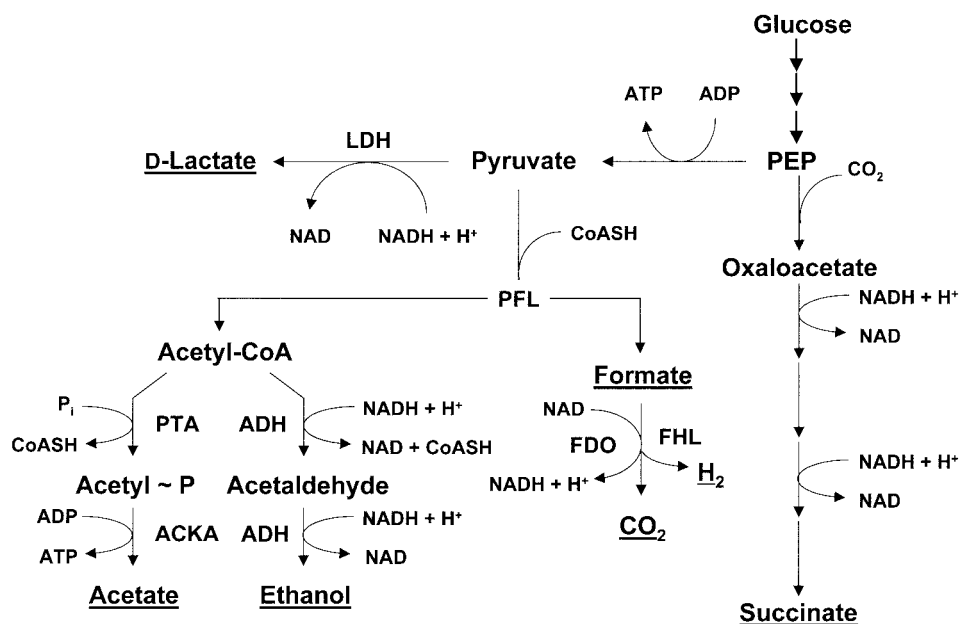 Glucose
ATP
ADP
LDH
D-Lactate
Pyruvate
PEP
CO₂
NAD
NADH + H⁺
CoASH
Oxaloacetate
PFL
NADH + H⁺
NAD
Acetyl-CoA
Formate
Pᵢ
PTA
ADH
NADH + H⁺
CoASH
NAD + CoASH
NAD
FDO
FHL
NADH + H⁺
H₂
NADH + H⁺
NAD
Acetyl ~ P
Acetaldehyde
ADP
ACKA
ADH
NADH + H⁺
ATP
NAD
CO₂
Acetate
Ethanol
Succinate